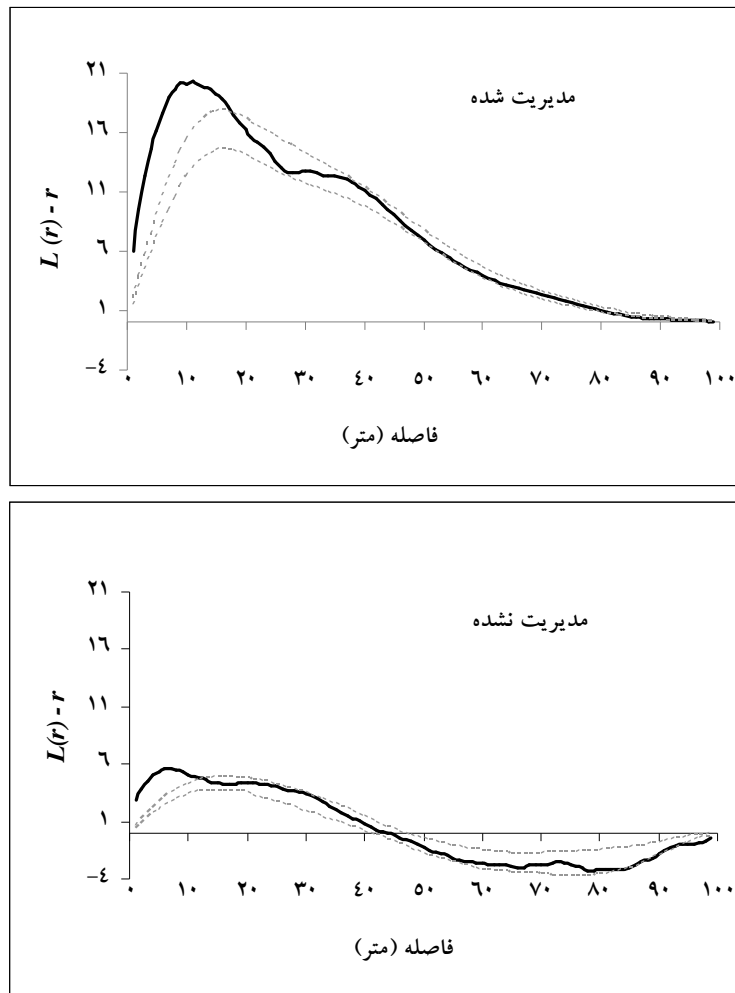 ۲۱
مدیریت شده
۱۶
۱۱
۶
۱
-۴
L (r) - r
۰ ۱۰ ۲۰ ۳۰ ۴۰ ۵۰ ۶۰ ۷۰ ۸۰ ۹۰ ۱۰۰
فاصله (متر)
۲۱
مدیریت نشده
۱۶
۱۱
۶
۱
-۴
L(r) - r
۰ ۱۰ ۲۰ ۳۰ ۴۰ ۵۰ ۶۰ ۷۰ ۸۰ ۹۰ ۱۰۰
فاصله (متر)